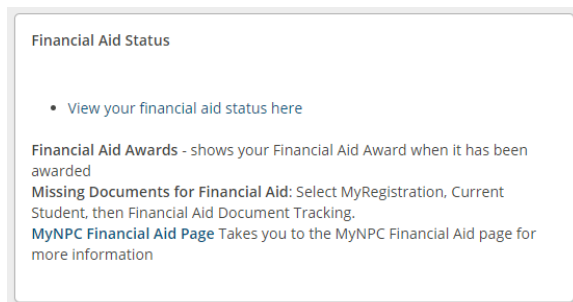 Financial Aid Status
• View your financial aid status here
Financial Aid Awards - shows your Financial Aid Award when it has been
awarded
Missing Documents for Financial Aid: Select MyRegistration, Current
Student, then Financial Aid Document Tracking.
MyNPC Financial Aid Page Takes you to the MyNPC Financial Aid page for
more information